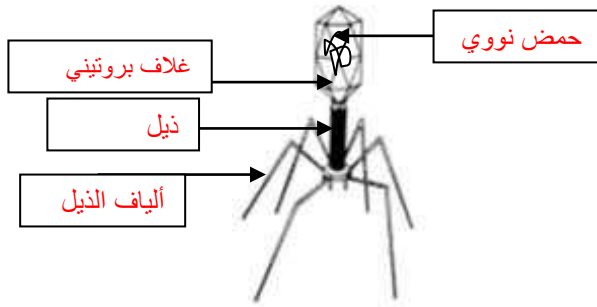 حمض نووي
غلاف بروتيني
ذيل
ألياف الذيل